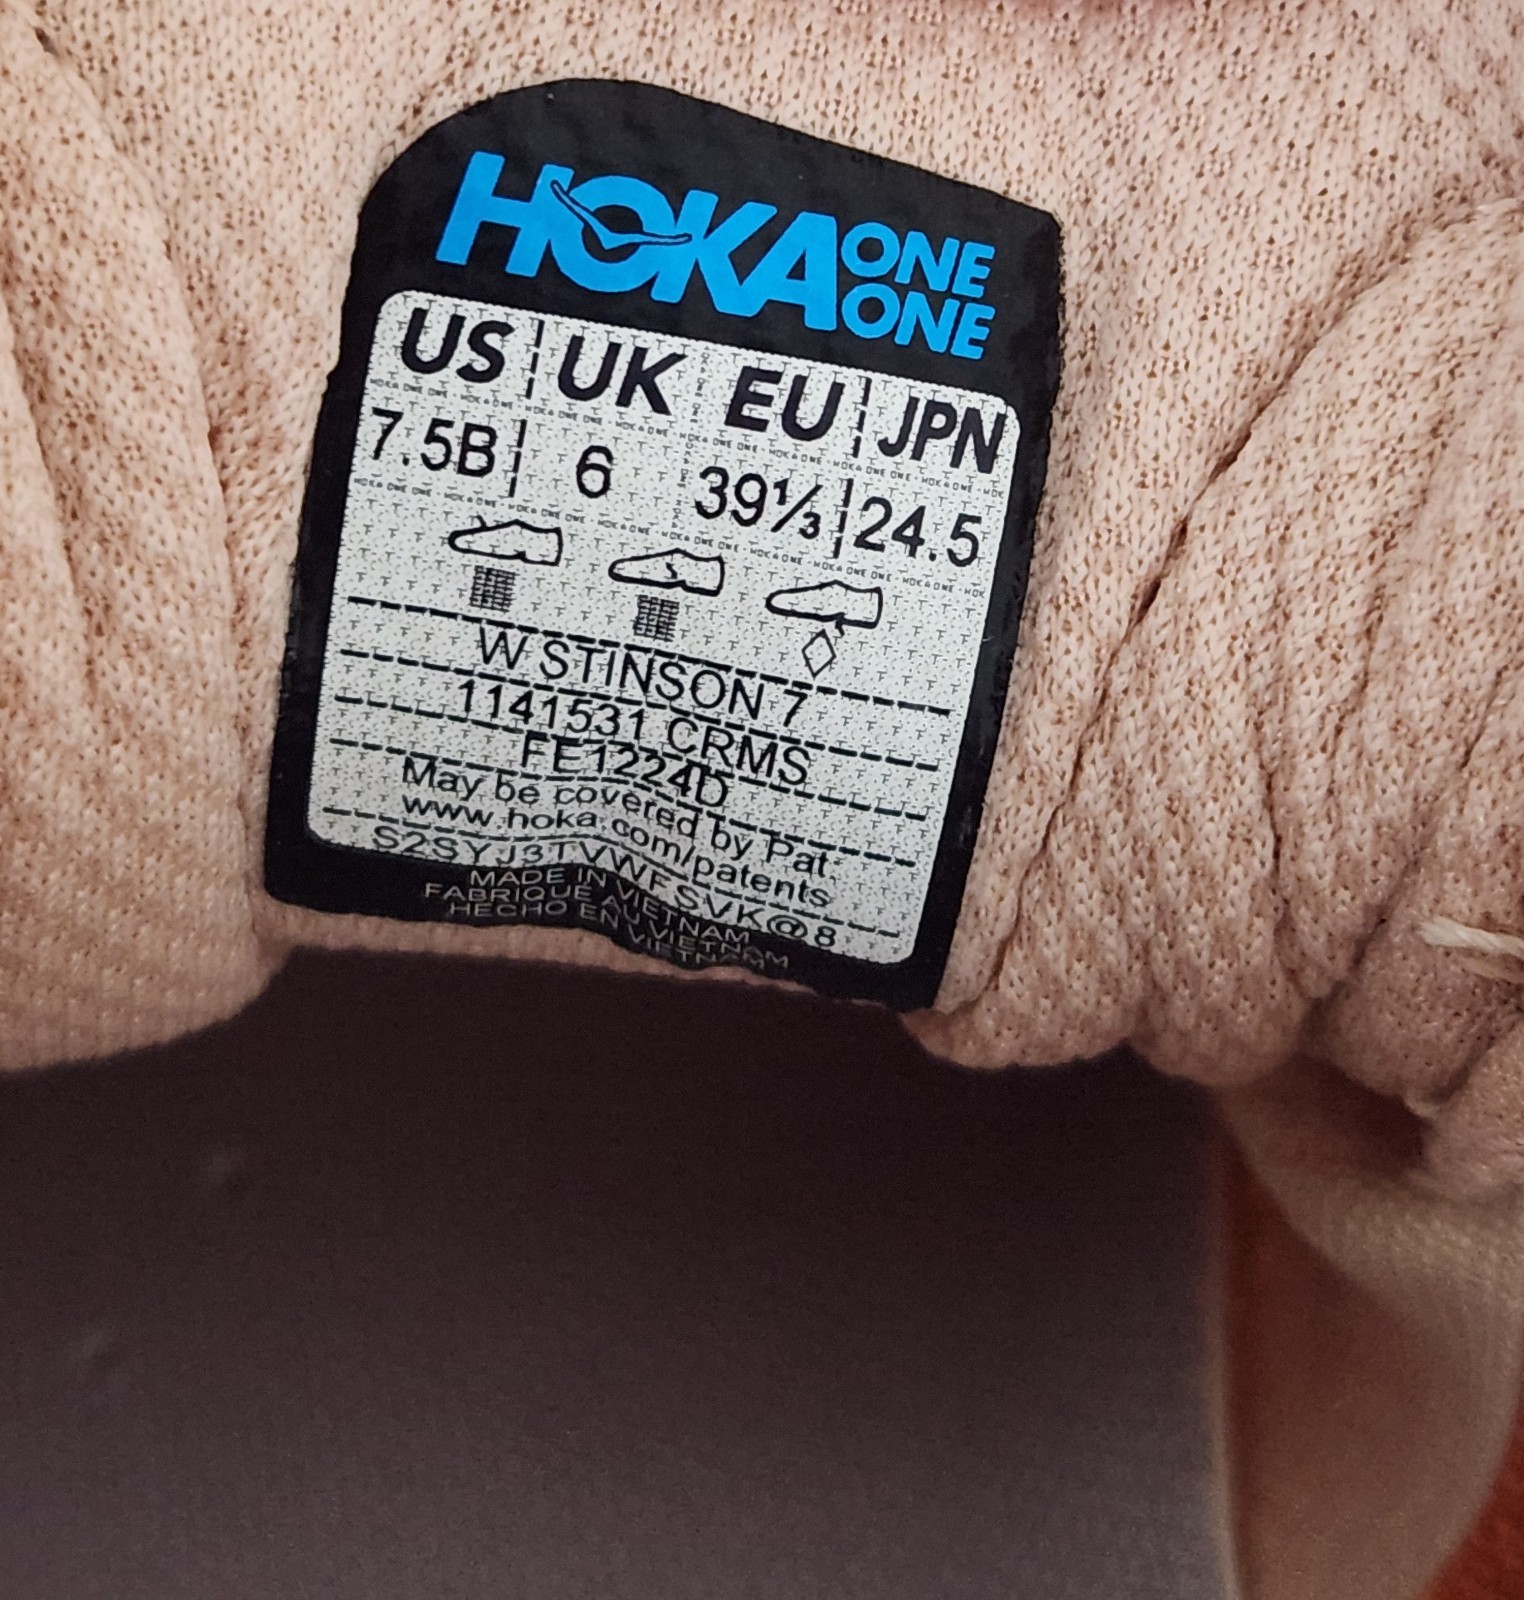 HOKA ONE ONE
US UK EU JPN
7.5B 6 39⅓ 24.5
W STINSON 7
1141531 CRMS
FE1224D
May be covered by Pat.
www.hoka.com/patents
S2SYJ3TVWFSVK@8
MADE IN VIETNAM
FABRIQUE AU VIETNAM
HECHO EN VIETNAM